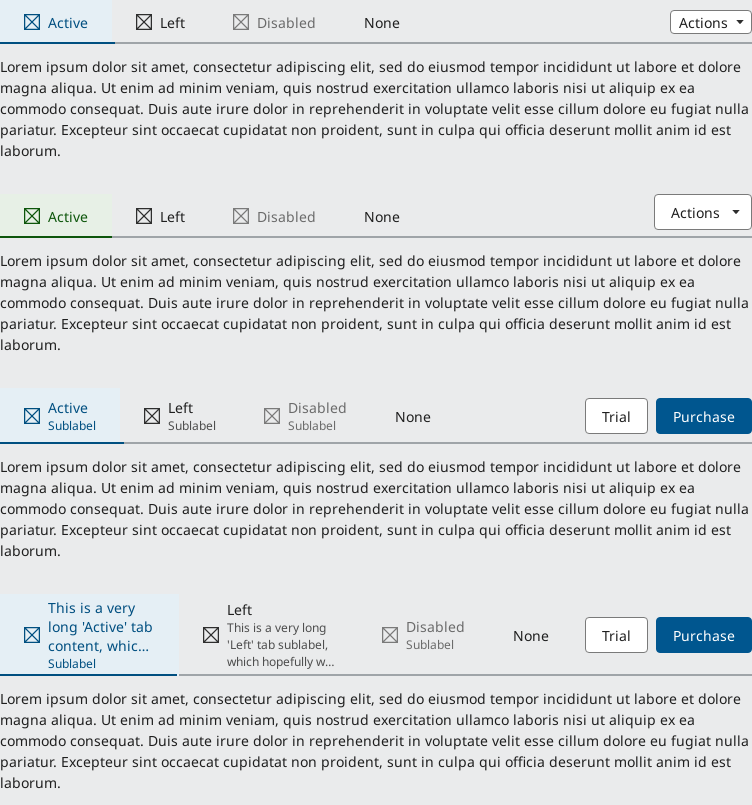 Active Left Disabled None Actions
Lorem ipsum dolor sit amet, consectetur adipiscing elit, sed do eiusmod tempor incididunt ut labore et dolore
magna aliqua. Ut enim ad minim veniam, quis nostrud exercitation ullamco laboris nisi ut aliquip ex ea
commodo consequat. Duis aute irure dolor in reprehenderit in voluptate velit esse cillum dolore eu fugiat nulla
pariatur. Excepteur sint occaecat cupidatat non proident, sunt in culpa qui officia deserunt mollit anim id est
laborum.
Active Left Disabled None Actions
Lorem ipsum dolor sit amet, consectetur adipiscing elit, sed do eiusmod tempor incididunt ut labore et dolore
magna aliqua. Ut enim ad minim veniam, quis nostrud exercitation ullamco laboris nisi ut aliquip ex ea
commodo consequat. Duis aute irure dolor in reprehenderit in voluptate velit esse cillum dolore eu fugiat nulla
pariatur. Excepteur sint occaecat cupidatat non proident, sunt in culpa qui officia deserunt mollit anim id est
laborum.
Active
Sublabel
Left
Sublabel
Disabled
Sublabel
None
Trial
Purchase
Lorem ipsum dolor sit amet, consectetur adipiscing elit, sed do eiusmod tempor incididunt ut labore et dolore
magna aliqua. Ut enim ad minim veniam, quis nostrud exercitation ullamco laboris nisi ut aliquip ex ea
commodo consequat. Duis aute irure dolor in reprehenderit in voluptate velit esse cillum dolore eu fugiat nulla
pariatur. Excepteur sint occaecat cupidatat non proident, sunt in culpa qui officia deserunt mollit anim id est
laborum.
This is a very
long 'Active' tab
content, whic...
Sublabel
Left
This is a very long
'Left' tab sublabel,
which hopefully w...
Disabled
Sublabel
None
Trial
Purchase
Lorem ipsum dolor sit amet, consectetur adipiscing elit, sed do eiusmod tempor incididunt ut labore et dolore
magna aliqua. Ut enim ad minim veniam, quis nostrud exercitation ullamco laboris nisi ut aliquip ex ea
commodo consequat. Duis aute irure dolor in reprehenderit in voluptate velit esse cillum dolore eu fugiat nulla
pariatur. Excepteur sint occaecat cupidatat non proident, sunt in culpa qui officia deserunt mollit anim id est
laborum.